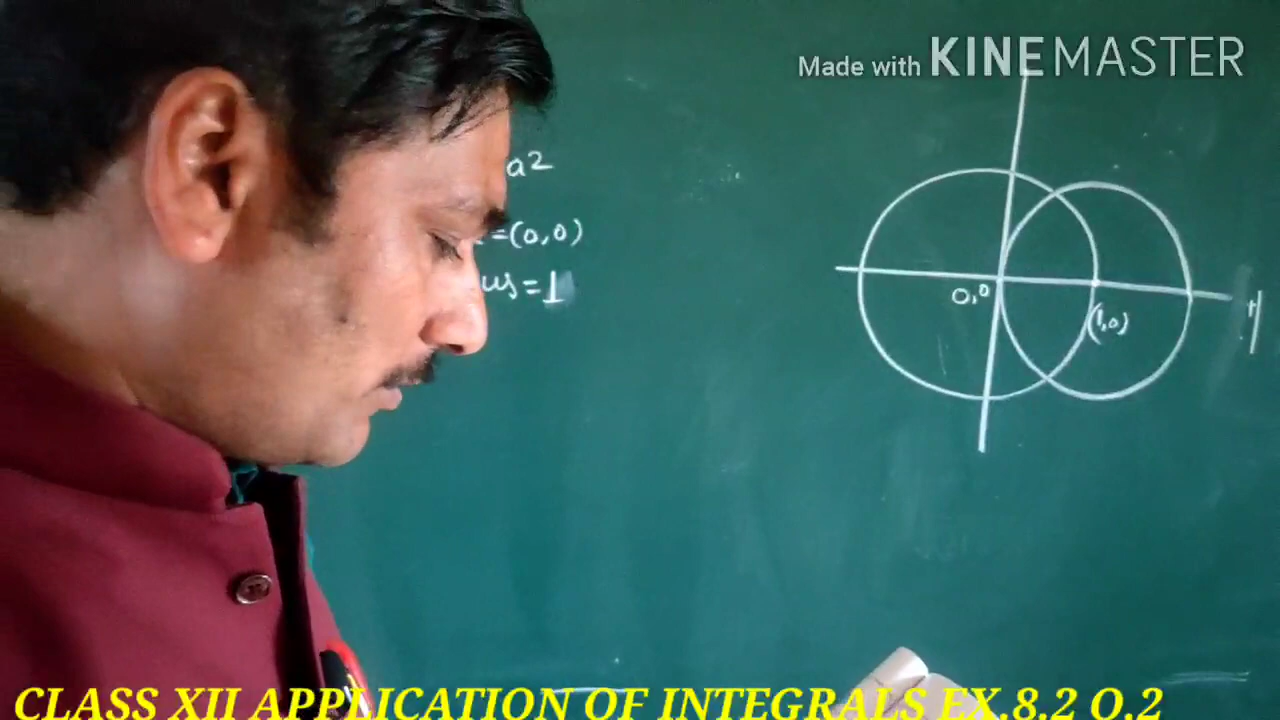 Made with KINEMASTER
a2
=(0,0)
us=1
0,0
(1,0)
CLASS XII APPLICATION OF INTEGRALS EX.8.2 Q.2